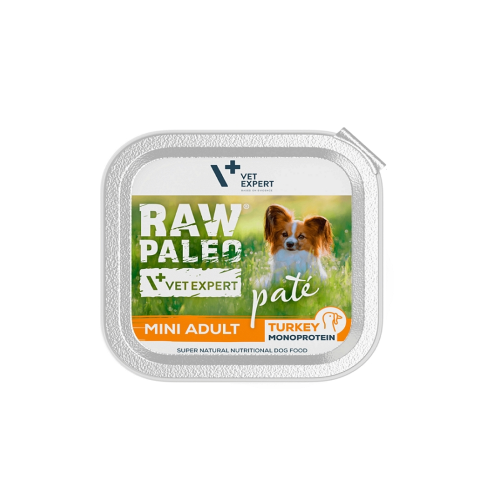 V+ VET
EXPERT
RAW®
PALEO
V+ VET EXPERT
paté
MINI ADULT
TURKEY
MONOPROTEIN
SUPER NATURAL NUTRITIONAL DOG FOOD